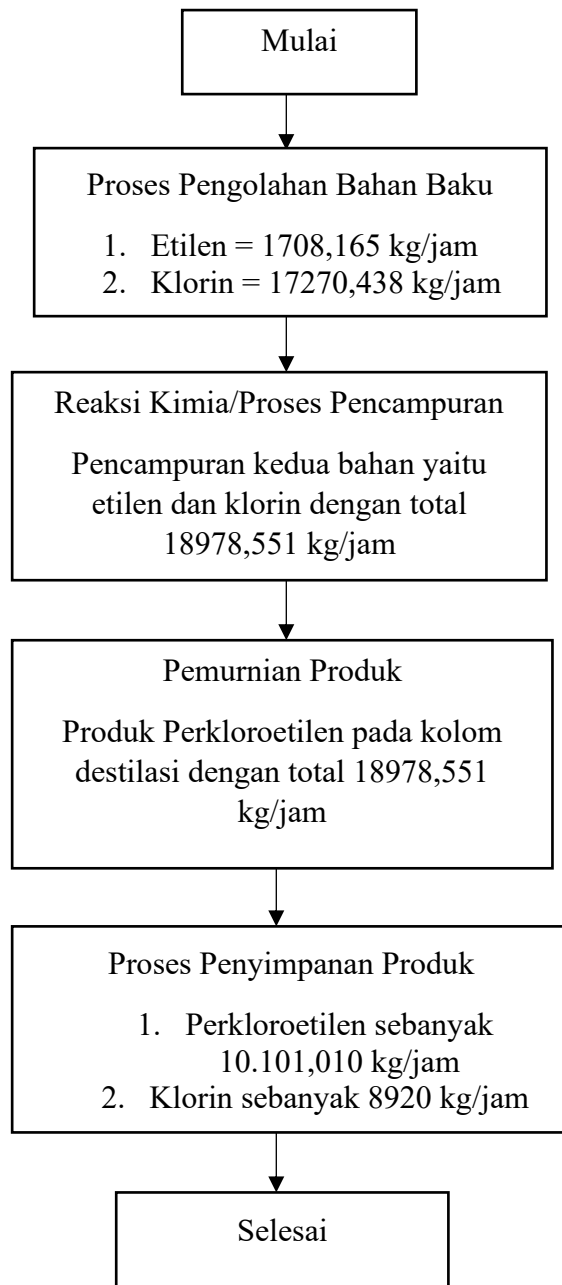 Mulai
Proses Pengolahan Bahan Baku
1. Etilen = 1708,165 kg/jam
2. Klorin = 17270,438 kg/jam
Reaksi Kimia/Proses Pencampuran
Pencampuran kedua bahan yaitu
etilen dan klorin dengan total
18978,551 kg/jam
Pemurnian Produk
Produk Perkloroetilen pada kolom
destilasi dengan total 18978,551
kg/jam
Proses Penyimpanan Produk
1. Perkloroetilen sebanyak
10.101,010 kg/jam
2. Klorin sebanyak 8920 kg/jam
Selesai